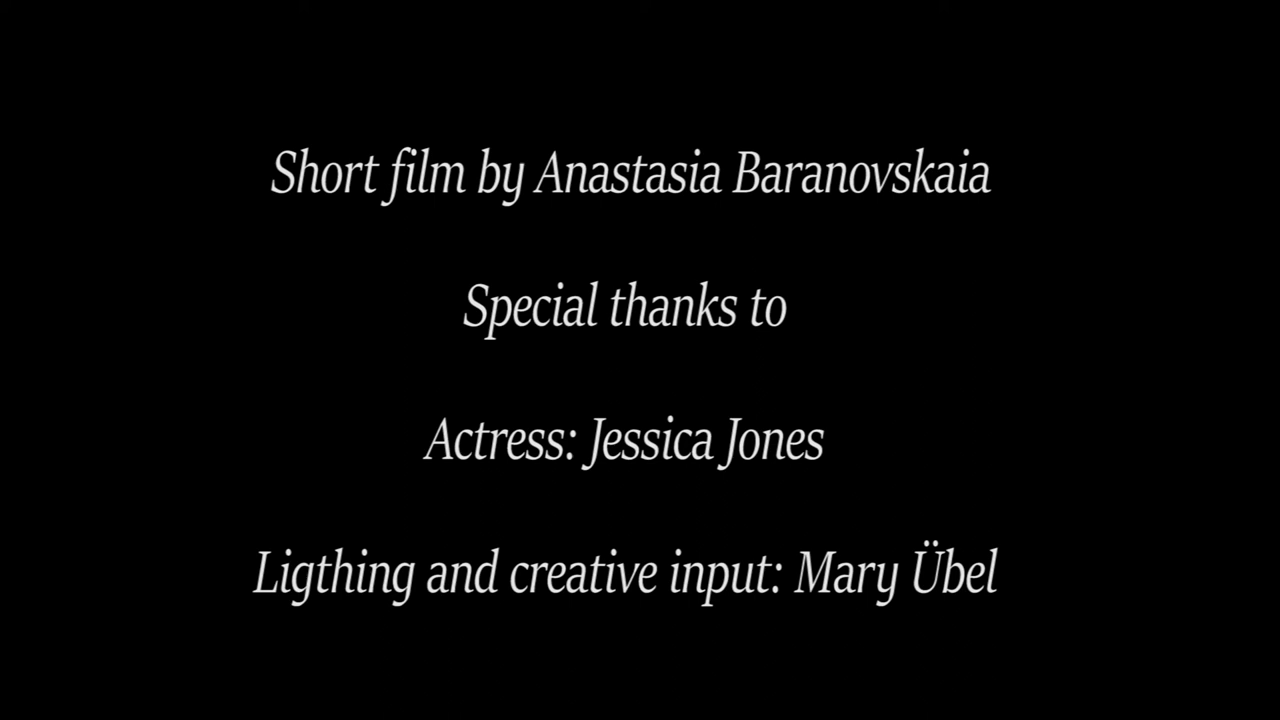 Short film by Anastasia Baranovskaia
Special thanks to
Actress: Jessica Jones
Ligthing and creative input: Mary Übel